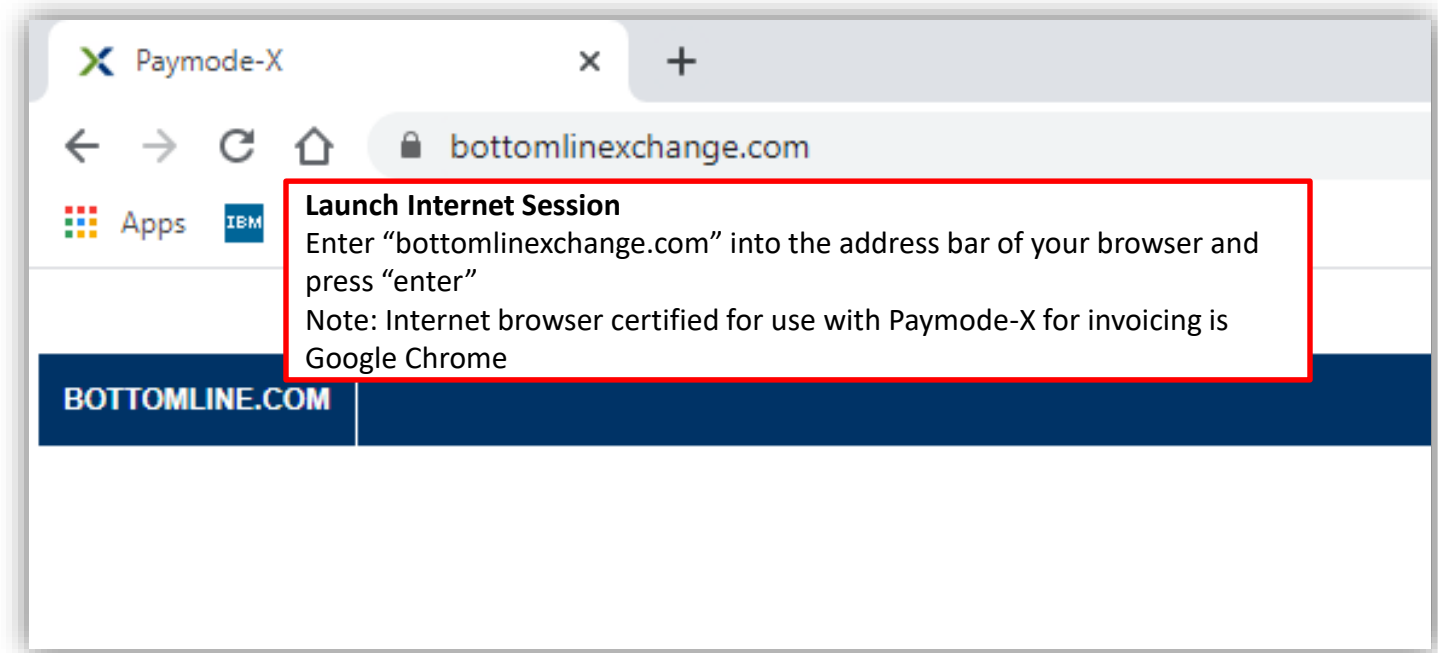 Paymode-X
bottomlinexchange.com
Apps IBM
Launch Internet Session
Enter “bottomlinexchange.com” into the address bar of your browser and
press “enter”
Note: Internet browser certified for use with Paymode-X for invoicing is
Google Chrome
BOTTOMLINE.COM